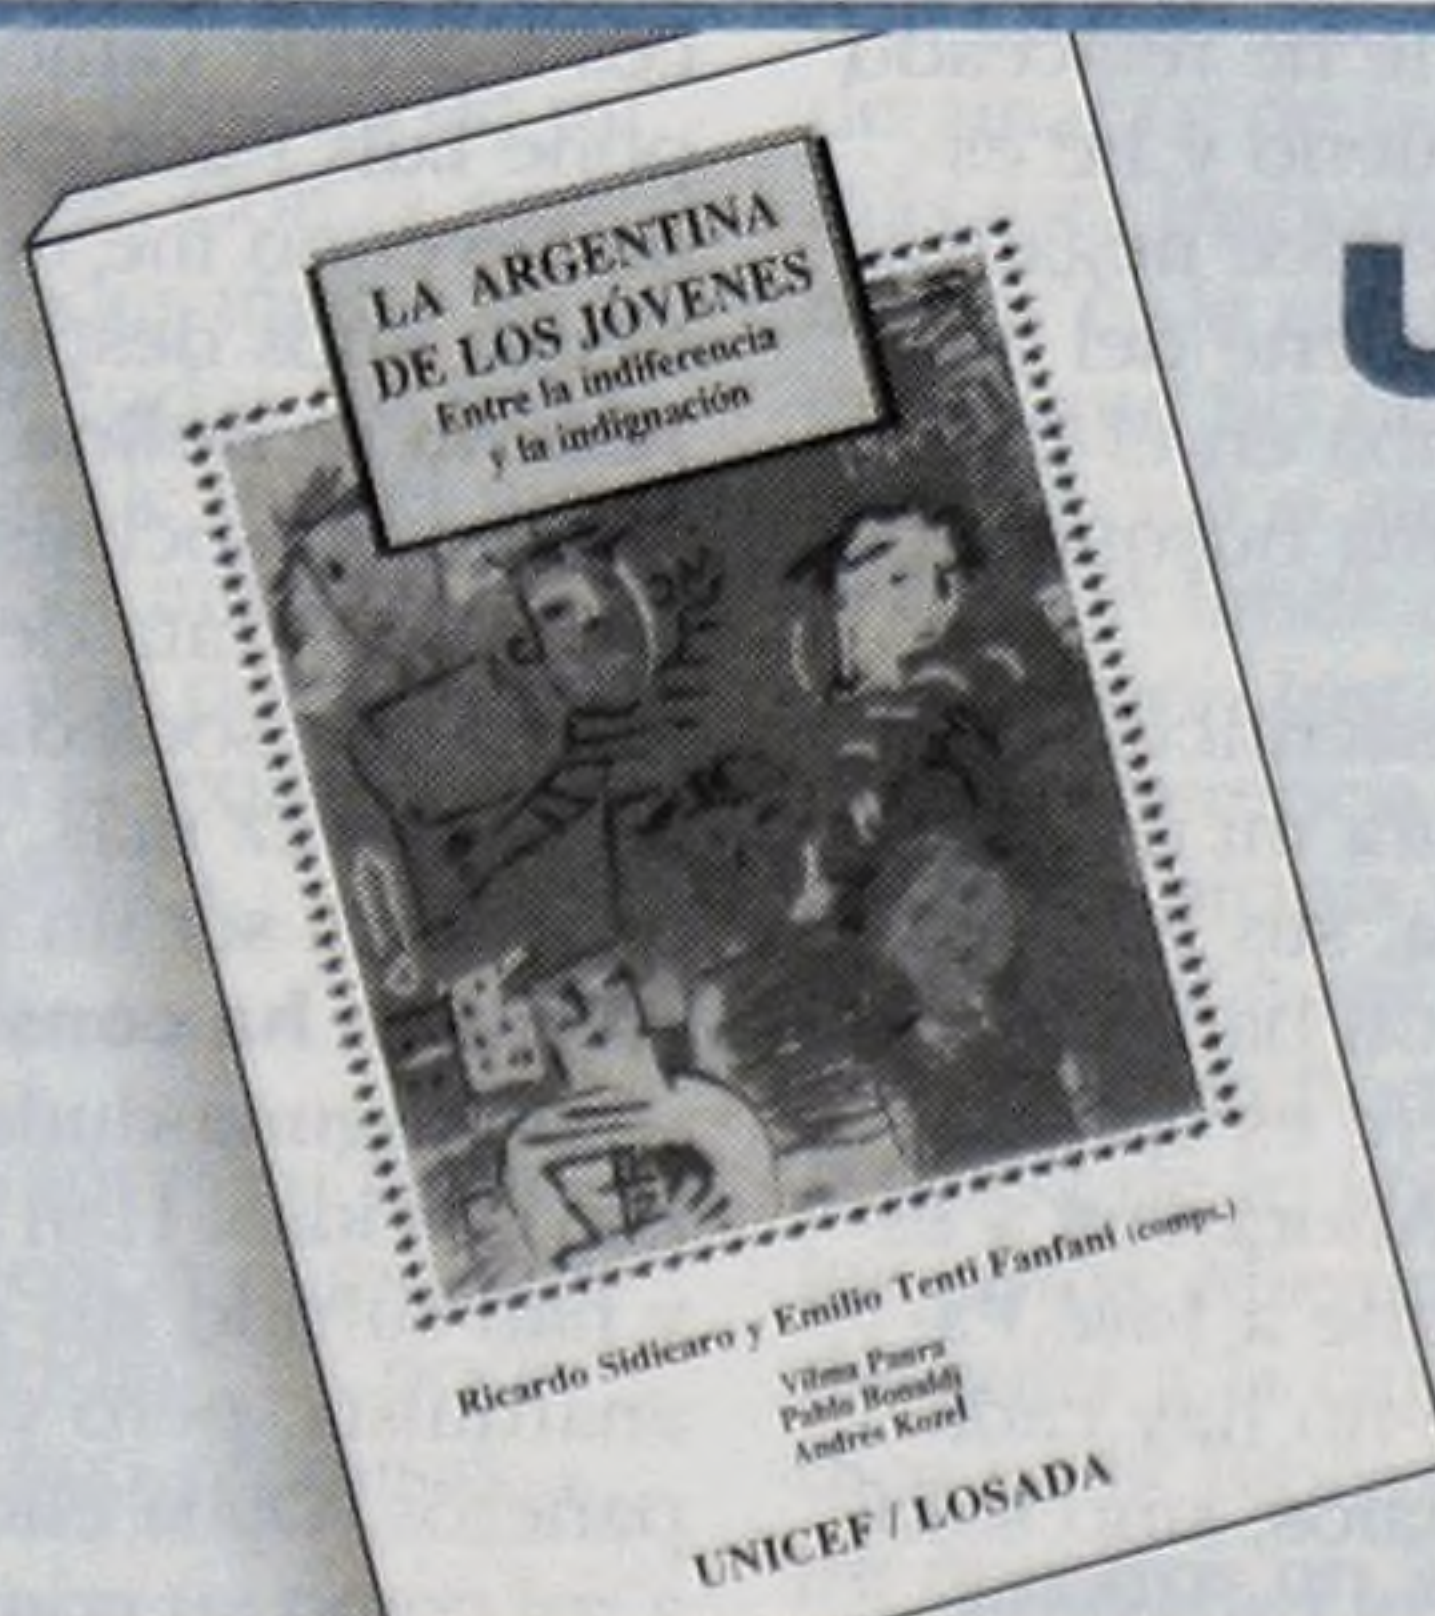 LA ARGENTINA
DE LOS JÓVENES
Entre la indiferencia
y la indignación
Ricardo Sidicaro y Emilio Tenti Fanfani (comps.)
Vilma Paura
Pablo Bonaldi
Andrés Kozel
UNICEF / LOSADA